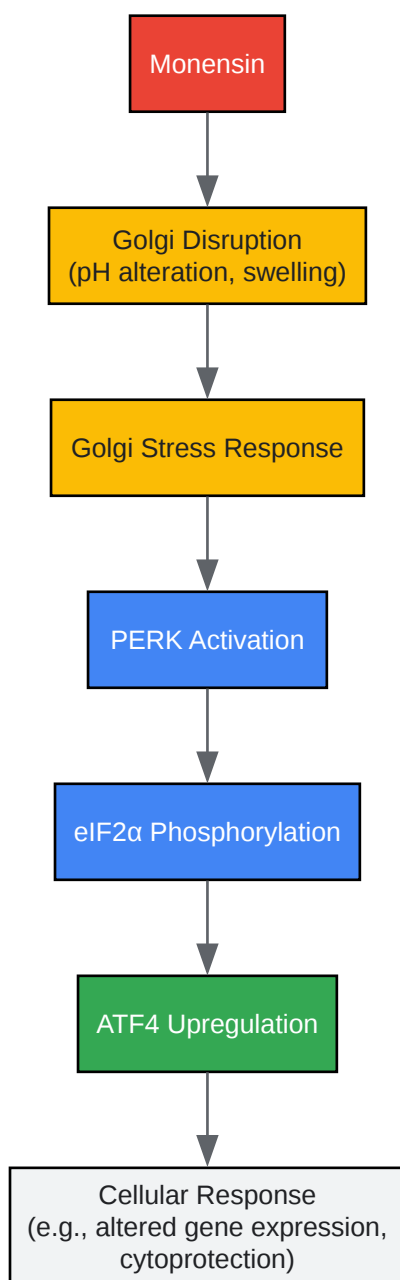 Monensin
Golgi Disruption
(pH alteration, swelling)
Golgi Stress Response
PERK Activation
eIF2α Phosphorylation
ATF4 Upregulation
Cellular Response
(e.g., altered gene expression,
cytoprotection)